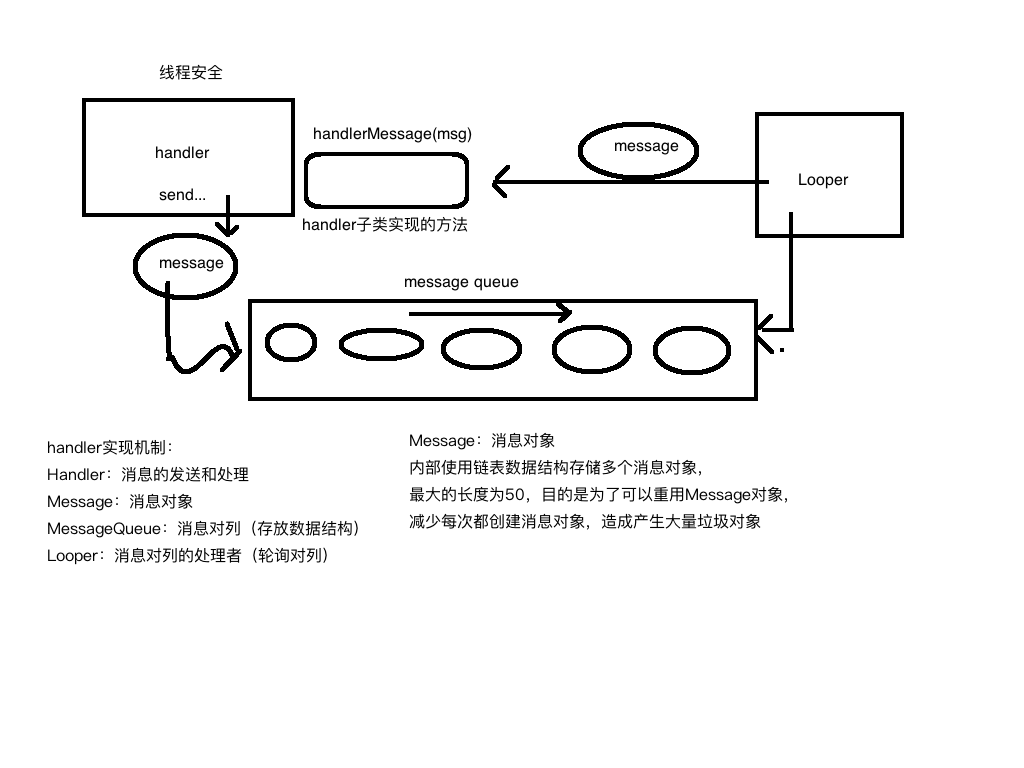 线程安全
handlerMessage(msg)
message
handler
Looper
send...
handler子类实现的方法
message
message queue
handler实现机制：
Handler：消息的发送和处理
Message：消息对象
MessageQueue：消息对列（存放数据结构）
Looper：消息对列的处理者（轮询对列）
Message：消息对象
内部使用链表数据结构存储多个消息对象，
最大的长度为50，目的是为了可以重用Message对象，
减少每次都创建消息对象，造成产生大量垃圾对象